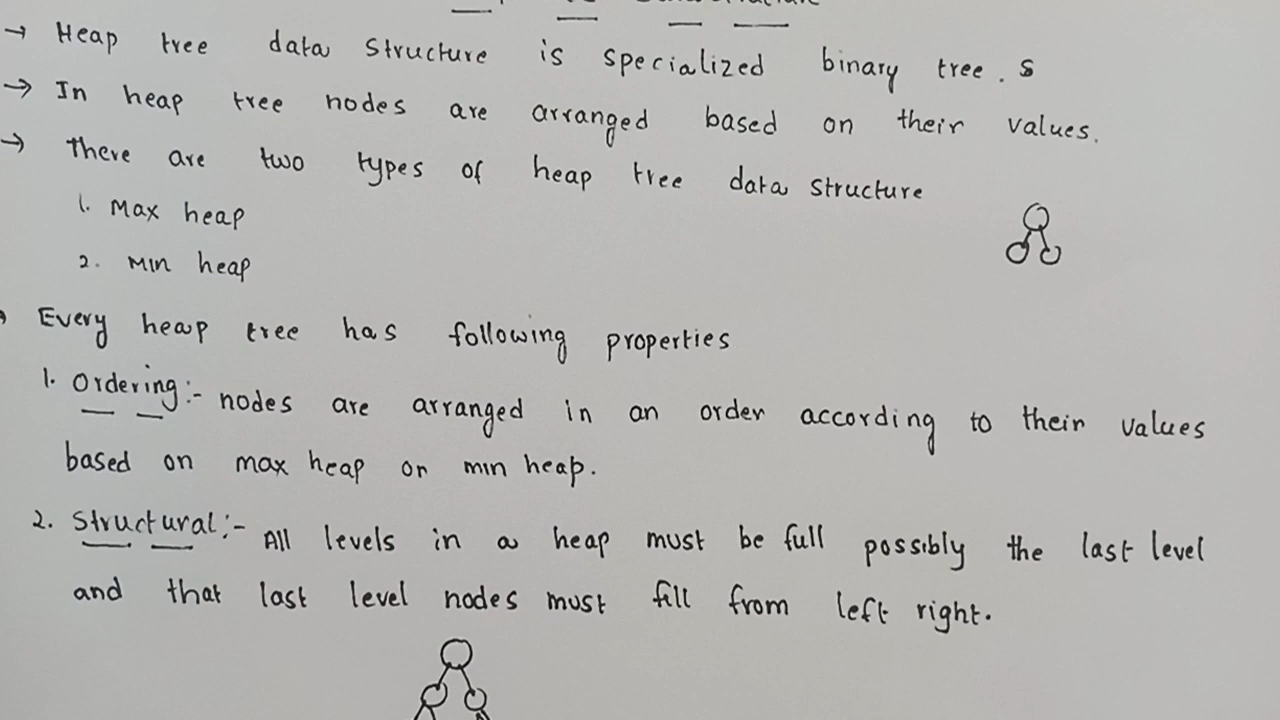 → Heap tree data structure is specialized binary tree. s
→ In heap tree nodes are arranged based on their values.
→ There are two types of heap tree data structure
1. Max heap
2. Min heap
Every heap tree has following properties
1. Ordering:- nodes are arranged in an order according to their values
based on max heap or min heap.
2. Structural:- All levels in a heap must be full possibly the last level
and that last level nodes must fill from left right.